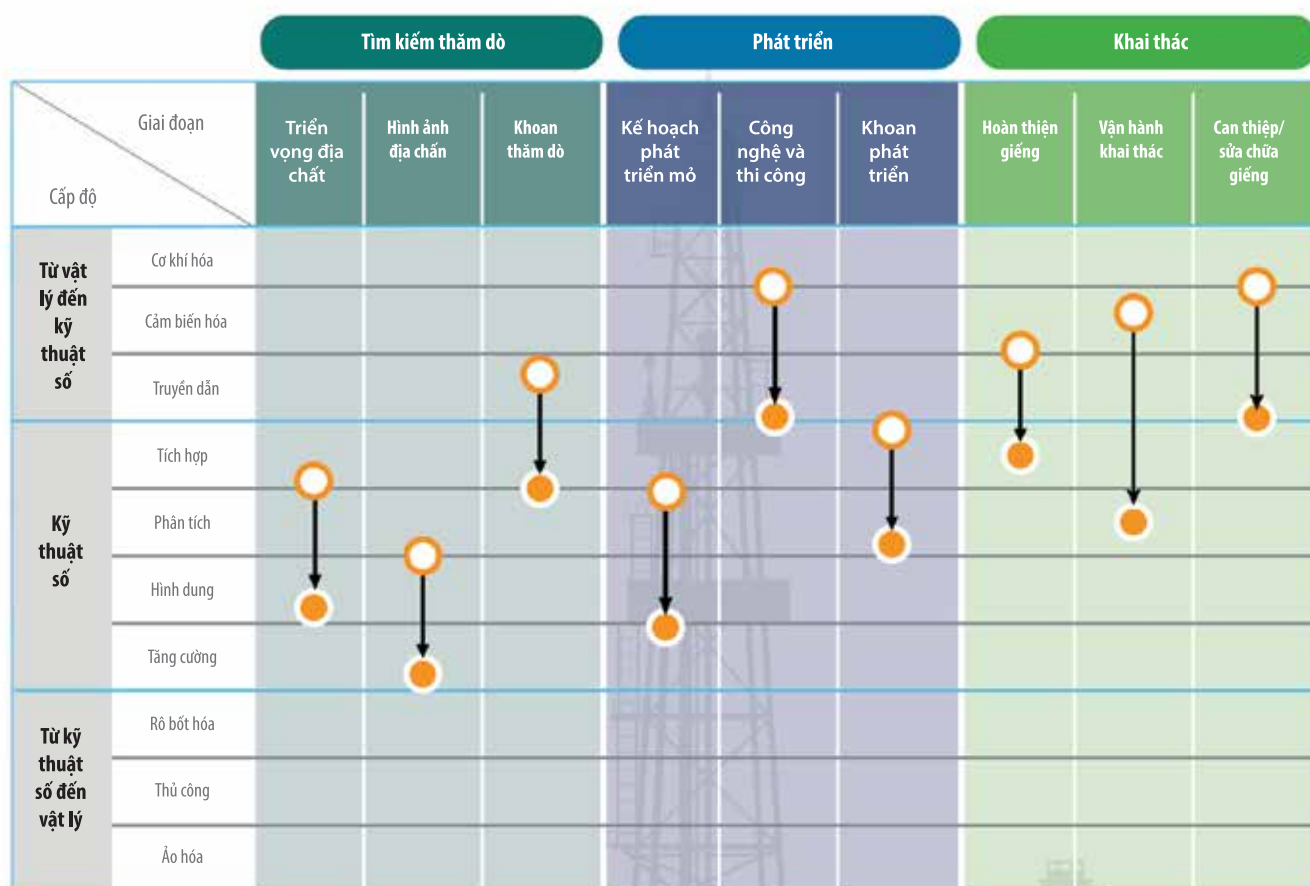 Tìm kiếm thăm dò
Phát triển
Khai thác
Giai đoạn
Cấp độ
Triển
vọng địa
chất
Hình ảnh
địa chấn
Khoan
thăm dò
Kế hoạch
phát
triển mỏ
Công
nghệ và
thi công
Khoan
phát
triển
Hoàn thiện
giếng
Vận hành
khai thác
Can thiệp/
sửa chữa
giếng
Từ vật
lý đến
kỹ
thuật
số
Cơ khí hóa
Cảm biến hóa
Truyền dẫn
Kỹ
thuật
số
Tích hợp
Phân tích
Hình dung
Tăng cường
Từ kỹ
thuật
số đến
vật lý
Rô bốt hóa
Thủ công
Ảo hóa